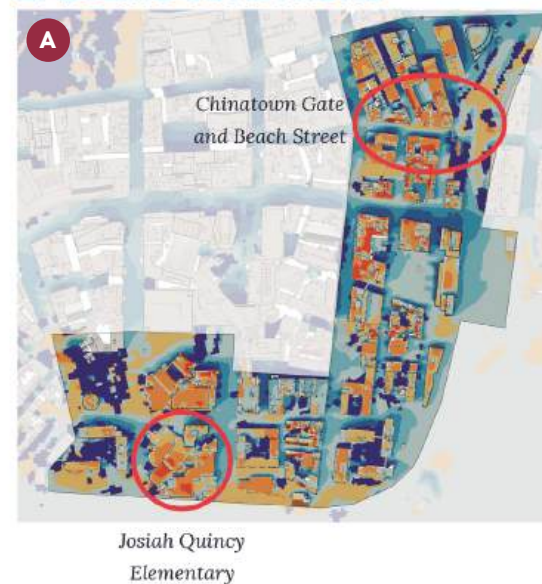 A
Chinatown Gate
and Beach Street
Josiah Quincy
Elementary